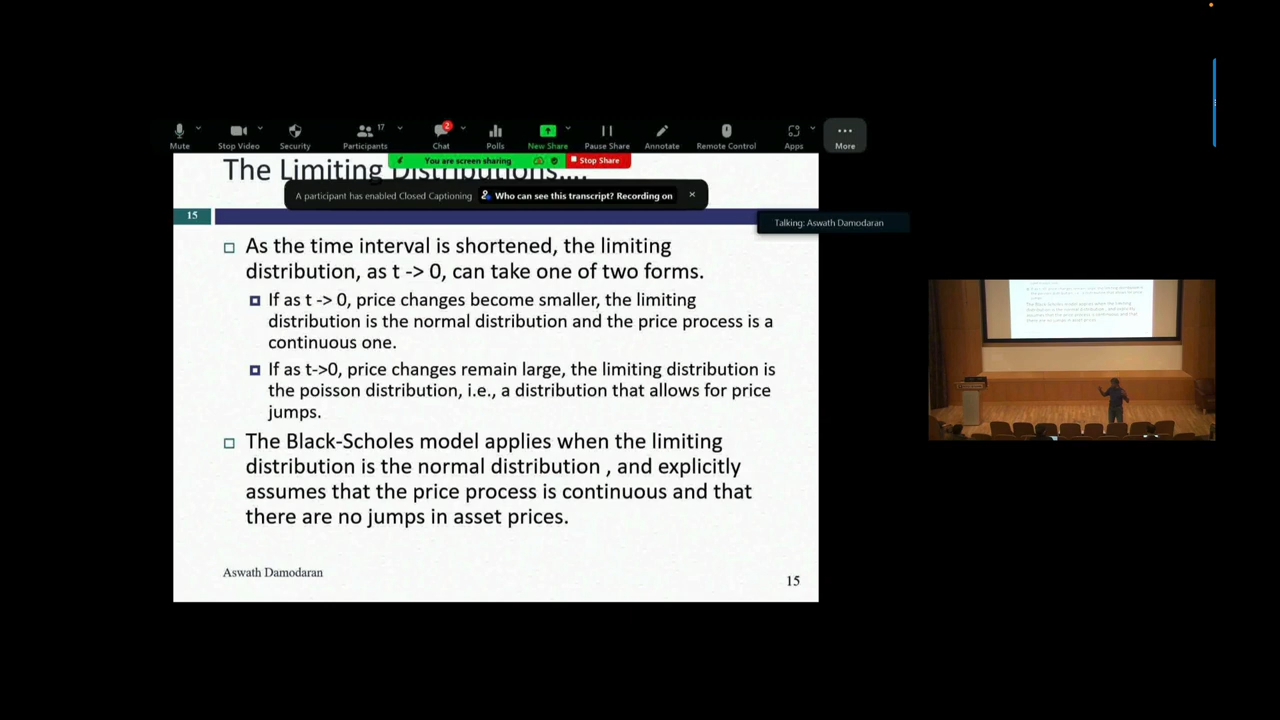 Mute
Stop Video
Security
Participants
17
Chat
2
Polls
New Share
Pause Share
Annotate
Remote Control
Apps
More
You are screen sharing
Stop Share
The Limiting Distributions....
A participant has enabled Closed Captioning
Who can see this transcript? Recording on
15
Talking: Aswath Damodaran
As the time interval is shortened, the limiting
distribution, as t -> 0, can take one of two forms.
If as t -> 0, price changes become smaller, the limiting
distribution is the normal distribution and the price process is a
continuous one.
If as t->0, price changes remain large, the limiting distribution is
the poisson distribution, i.e., a distribution that allows for price
jumps.
The Black-Scholes model applies when the limiting
distribution is the normal distribution , and explicitly
assumes that the price process is continuous and that
there are no jumps in asset prices.
Aswath Damodaran
15